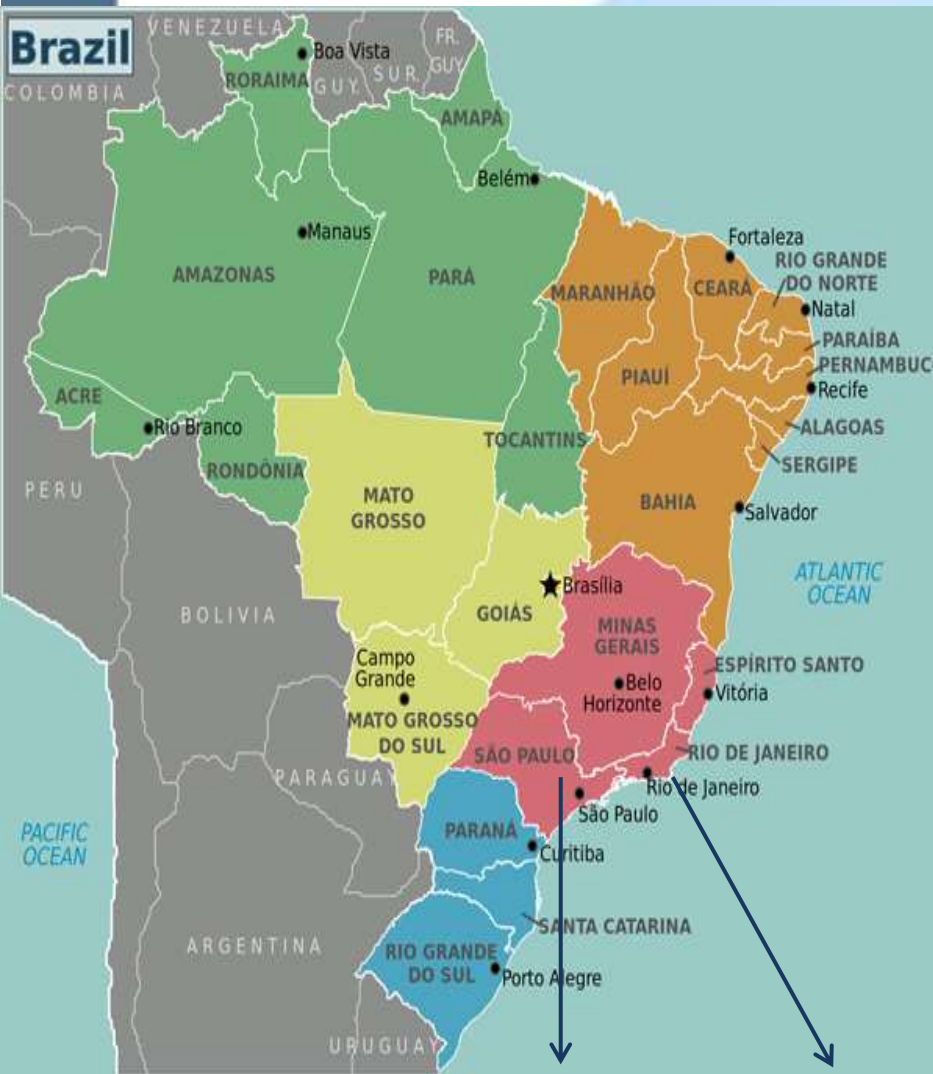 Brazil
VENEZUELA
FR.
GUY.
Boa Vista
SUR.
GUY.
RORAIMA
COLOMBIA
AMAPÁ
Belém
Manaus
Fortaleza
AMAZONAS
PARÁ
RIO GRANDE
DO NORTE
MARANHÃO
CEARÁ
Natal
PARAÍBA
PERNAMBUC
PIAUÍ
Recife
ACRE
Rio Branco
ALAGOAS
TOCANTINS
SERGIPE
RONDÔNIA
PERU
MATO
GROSSO
BAHIA
Salvador
ATLANTIC
OCEAN
Brasília
GOIÁS
BOLIVIA
MINAS
GERAIS
Campo
Grande
ESPÍRITO SANTO
Belo
Horizonte
Vitória
MATO GROSSO
DO SUL
SÃO PAULO
RIO DE JANEIRO
PARAGUAY
Rio de Janeiro
São Paulo
PACIFIC
OCEAN
PARANÁ
Curitiba
SANTA CATARINA
ARGENTINA
RIO GRANDE
DO SUL
Porto Alegre
URUGUAY